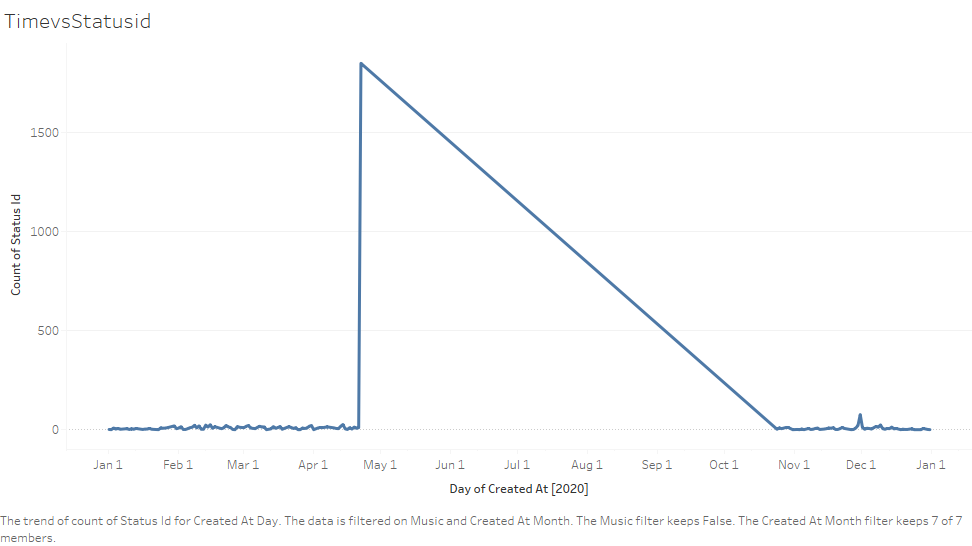 TimevsStatusid
1500
1000
500
0
Count of Status Id
Jan 1 Feb 1 Mar 1 Apr 1 May 1 Jun 1 Jul 1 Aug 1 Sep 1 Oct 1 Nov 1 Dec 1 Jan 1
Day of Created At [2020]
The trend of count of Status Id for Created At Day. The data is filtered on Music and Created At Month. The Music filter keeps False. The Created At Month filter keeps 7 of 7
members.